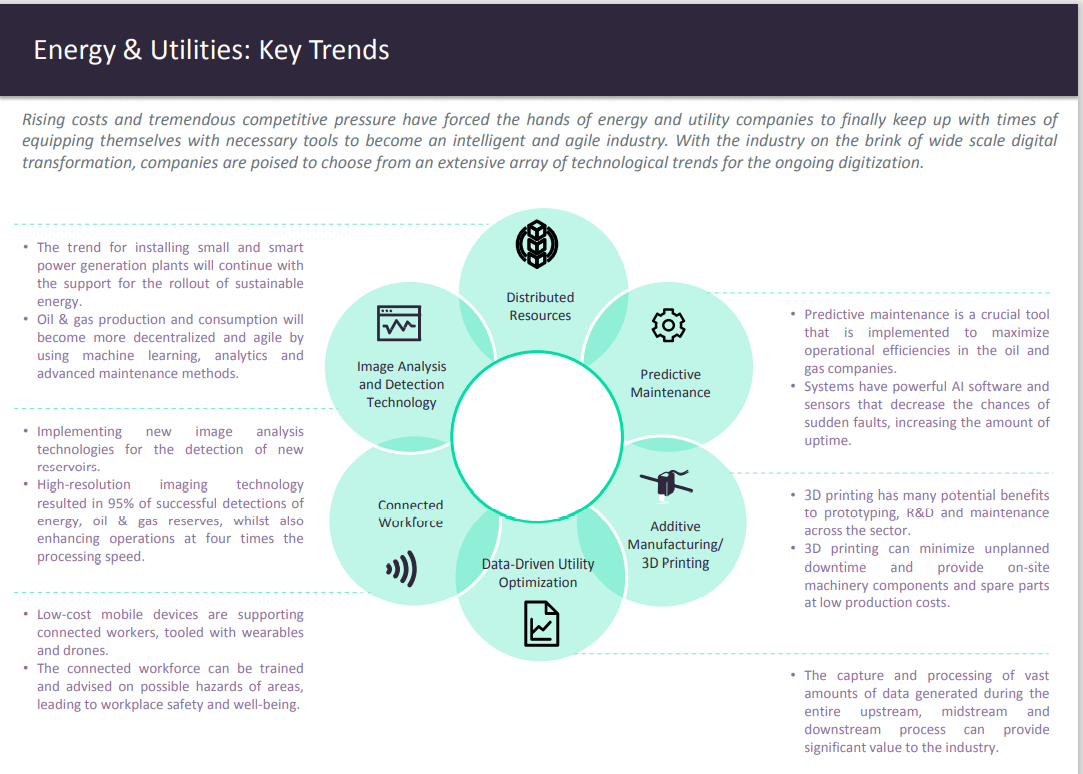 Energy & Utilities: Key Trends
Rising costs and tremendous competitive pressure have forced the hands of energy and utility companies to finally keep up with times of
equipping themselves with necessary tools to become an intelligent and agile industry. With the industry on the brink of wide scale digital
transformation, companies are poised to choose from an extensive array of technological trends for the ongoing digitization.
• The trend for installing small and smart
power generation plants will continue with
the support for the rollout of sustainable
energy.
• Oil & gas production and consumption will
become more decentralized and agile by
using machine learning, analytics and
advanced maintenance methods.
• Implementing new image analysis
technologies for the detection of new
reservoirs.
• High-resolution imaging technology
resulted in 95% of successful detections of
energy, oil & gas reserves, whilst also
enhancing operations at four times the
processing speed.
• Low-cost mobile devices are supporting
connected workers, tooled with wearables
and drones.
• The connected workforce can be trained
and advised on possible hazards of areas,
leading to workplace safety and well-being.
Distributed
Resources
Image Analysis
and Detection
Technology
Predictive
Maintenance
Connected
Workforce
Additive
Manufacturing/
3D Printing
Data-Driven Utility
Optimization
• Predictive maintenance is a crucial tool
that is implemented to maximize
operational efficiencies in the oil and
gas companies.
• Systems have powerful AI software and
sensors that decrease the chances of
sudden faults, increasing the amount of
uptime.
• 3D printing has many potential benefits
to prototyping, R&D and maintenance
across the sector.
• 3D printing can minimize unplanned
downtime and provide on-site
machinery components and spare parts
at low production costs.
• The capture and processing of vast
amounts of data generated during the
entire upstream, midstream and
downstream process can provide
significant value to the industry.